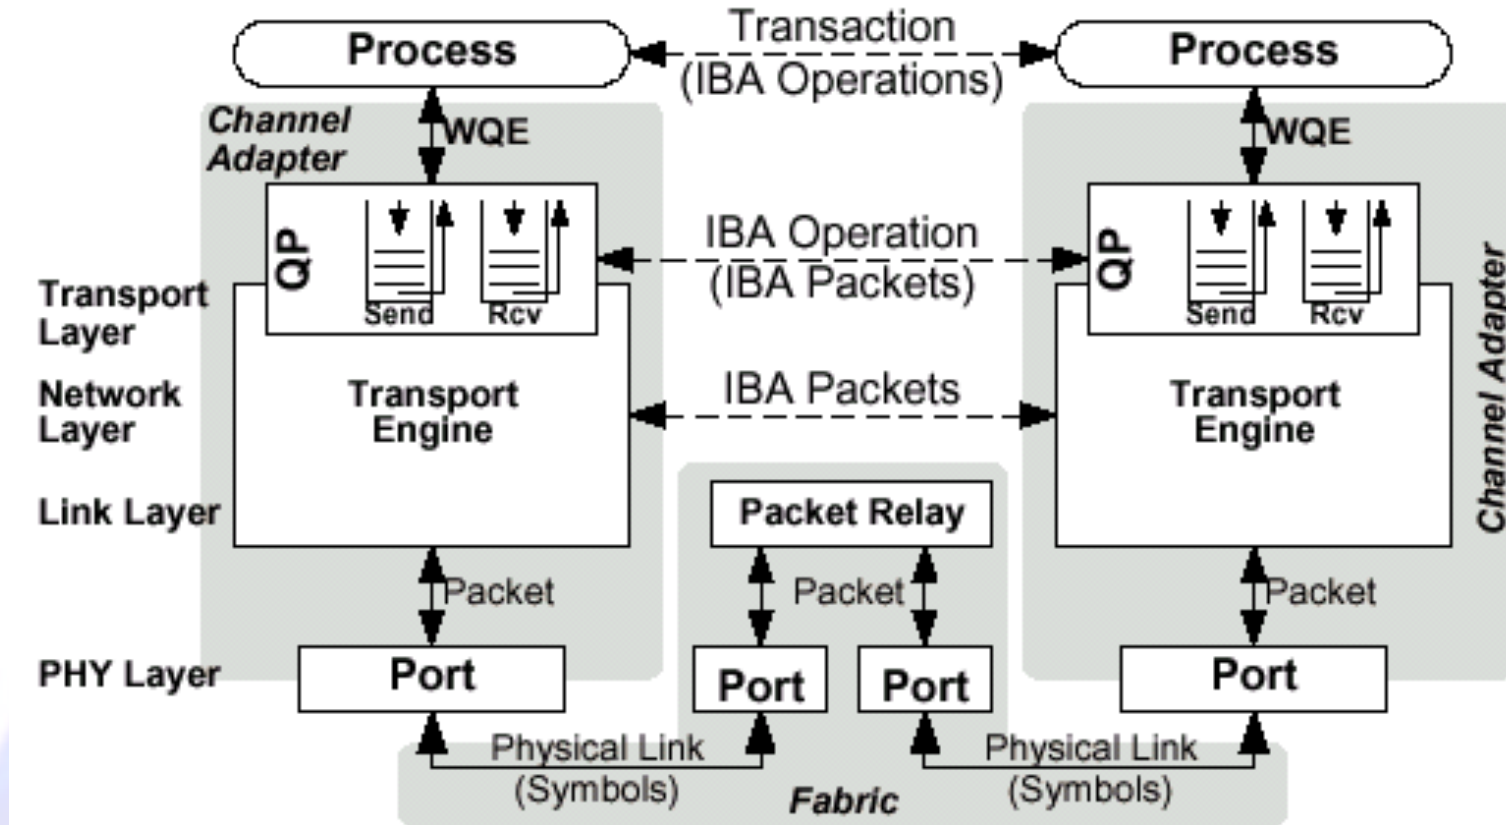 Process
Transaction
(IBA Operations)
Process
Channel
Adapter
WQE
WQE
QP
Send
Rcv
IBA Operation
(IBA Packets)
QP
Send
Rcv
Channel Adapter
Transport
Layer
Network
Layer
Transport
Engine
IBA Packets
Transport
Engine
Link Layer
Packet Relay
Packet
Packet
Packet
PHY Layer
Port
Port
Port
Port
Physical Link
(Symbols)
Physical Link
(Symbols)
Fabric